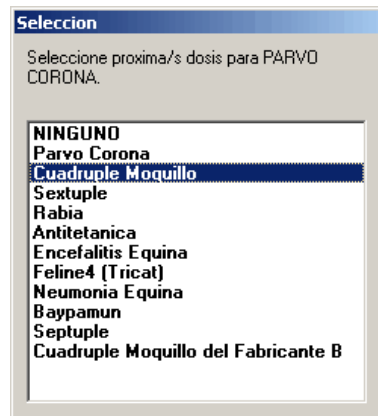 Seleccion
Seleccione proxima/s dosis para PARVO
CORONA.
NINGUNO
Parvo Corona
Cuadruple Moquillo
Sextuple
Rabia
Antitetanica
Encefalitis Equina
Feline4 (Tricat)
Neumonia Equina
Baypamun
Septuple
Cuadruple Moquillo del Fabricante B